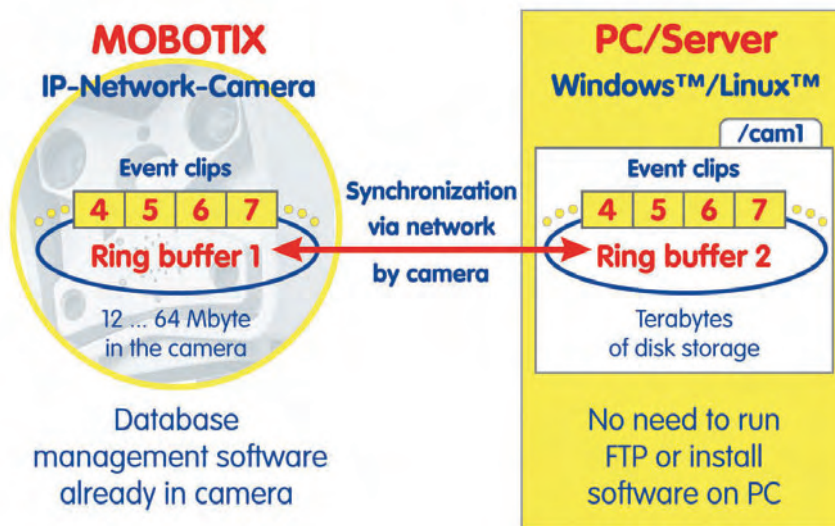 MOBOTIX
IP-Network-Camera
Event clips
4 5 6 7
Ring buffer 1
12 ... 64 Mbyte
in the camera
Database
management software
already in camera
Synchronization
via network
by camera
PC/Server
Windows™/Linux™
/cam1
Event clips
4 5 6 7
Ring buffer 2
Terabytes
of disk storage
No need to run
FTP or install
software on PC